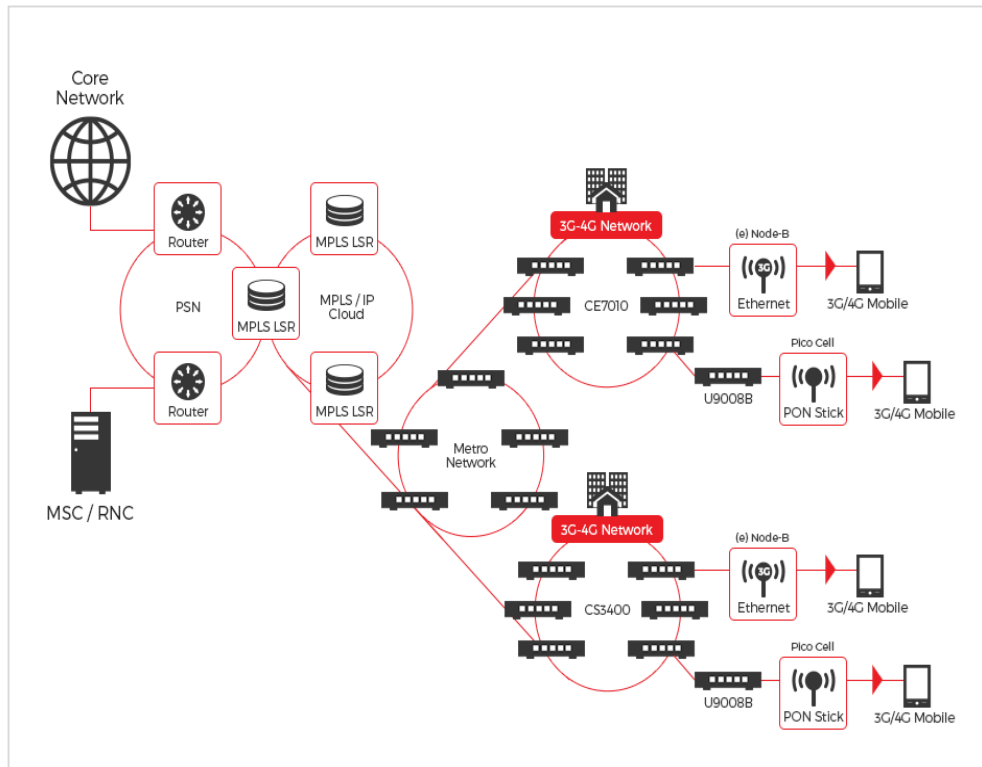 Core
Network
Router
MPLS LSR
PSN
MPLS LSR
MPLS / IP
Cloud
Router
MPLS LSR
MSC / RNC
Metro
Network
3G-4G Network
CE7010
(e) Node-B
3G
Ethernet
3G/4G Mobile
U9008B
Pico Cell
PON Stick
3G/4G Mobile
3G-4G Network
CS3400
(e) Node-B
3G
Ethernet
3G/4G Mobile
U9008B
Pico Cell
PON Stick
3G/4G Mobile